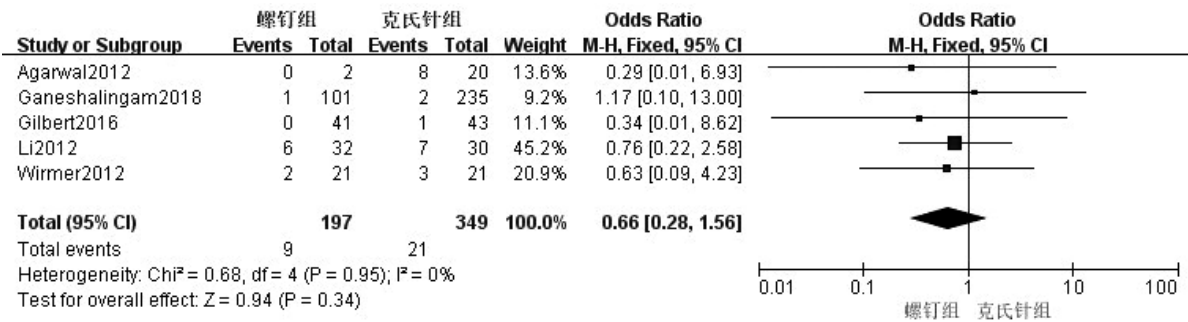 螺钉组 克氏针组 Odds Ratio Odds Ratio
Study or Subgroup Events Total Events Total Weight M-H, Fixed, 95% CI M-H, Fixed, 95% CI
Agarwal2012 0 2 8 20 13.6% 0.29 [0.01, 6.93]
Ganeshalingam2018 1 101 2 235 9.2% 1.17 [0.10, 13.00]
Gilbert2016 0 41 1 43 11.1% 0.34 [0.01, 8.62]
Li2012 6 32 7 30 45.2% 0.76 [0.22, 2.58]
Wirmer2012 2 21 3 21 20.9% 0.63 [0.09, 4.23]
Total (95% CI) 197 349 100.0% 0.66 [0.28, 1.56]
Total events 9 21
Heterogeneity: Chi² = 0.68, df = 4 (P = 0.95); I² = 0%
Test for overall effect: Z = 0.94 (P = 0.34)
0.01 0.1 1 10 100
螺钉组 克氏针组